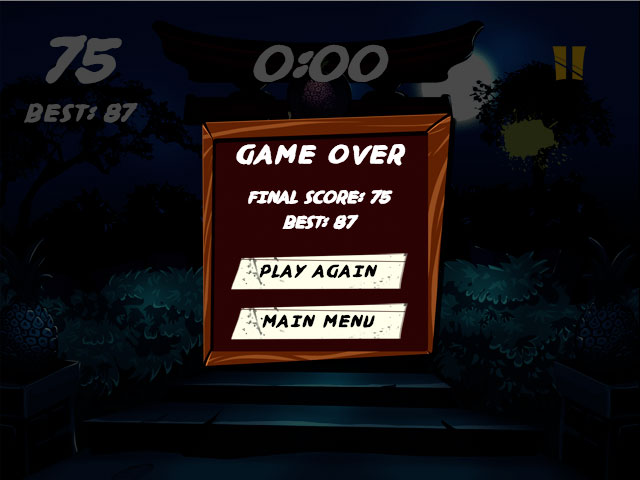 75
0:00
BEST: 87
GAME OVER
FINAL SCORE: 75
BEST: 87
PLAY AGAIN
MAIN MENU